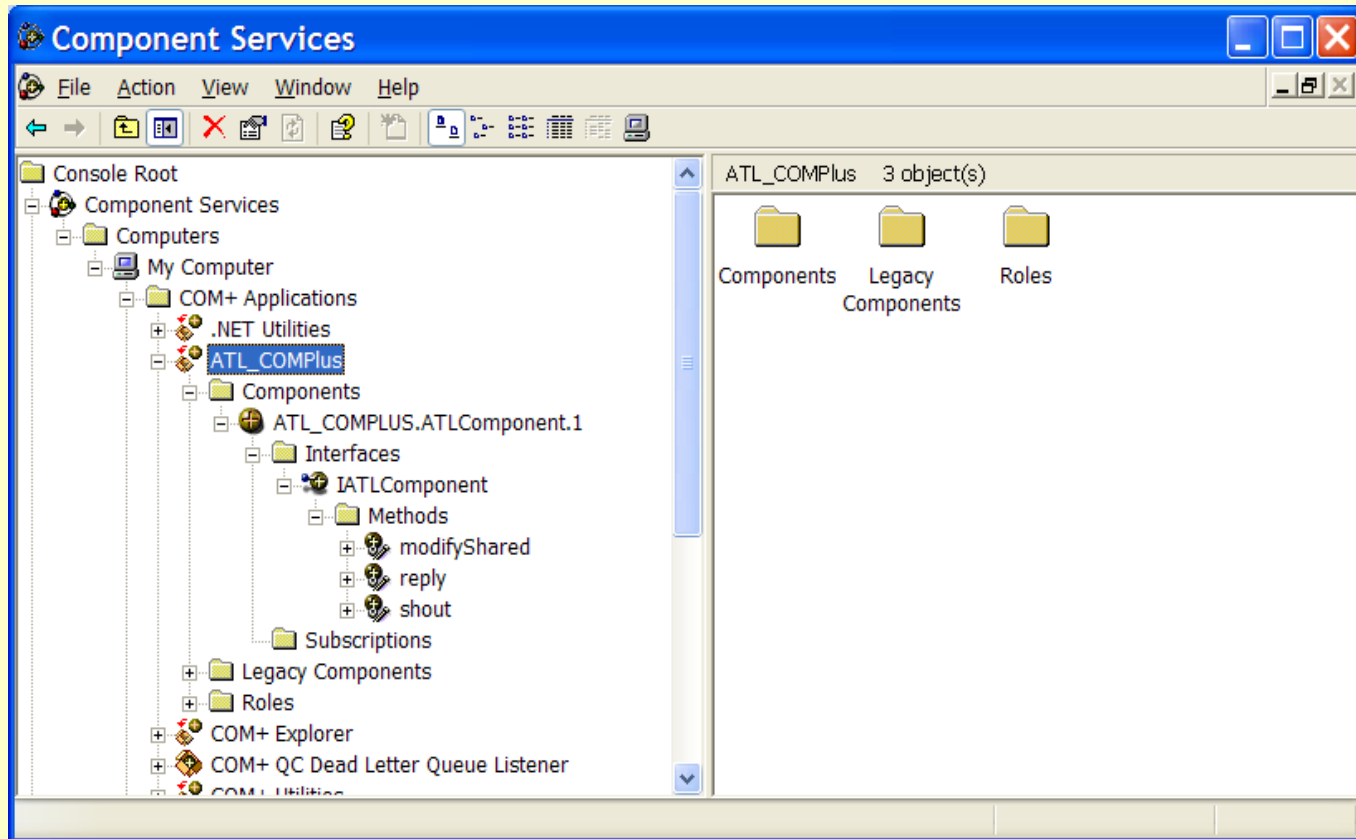 Component Services
File Action View Window Help
Console Root
Component Services
Computers
My Computer
COM+ Applications
.NET Utilities
ATL_COMPlus
Components
ATL_COMPLUS.ATLComponent.1
Interfaces
IATLComponent
Methods
modifyShared
reply
shout
Subscriptions
Legacy Components
Roles
COM+ Explorer
COM+ QC Dead Letter Queue Listener
COM+ Utilities
ATL_COMPlus 3 object(s)
Components Legacy Components Roles